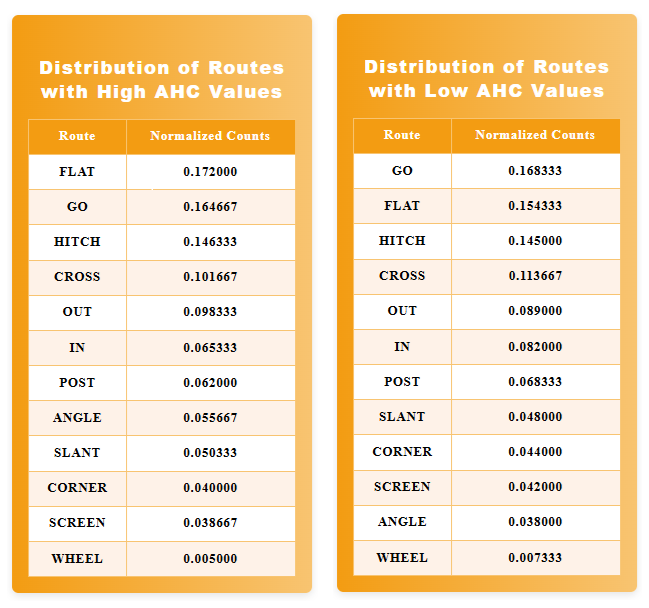 Distribution of Routes
with High AHC Values
Route Normalized Counts
FLAT 0.172000
GO 0.164667
HITCH 0.146333
CROSS 0.101667
OUT 0.098333
IN 0.065333
POST 0.062000
ANGLE 0.055667
SLANT 0.050333
CORNER 0.040000
SCREEN 0.038667
WHEEL 0.005000
Distribution of Routes
with Low AHC Values
Route Normalized Counts
GO 0.168333
FLAT 0.154333
HITCH 0.145000
CROSS 0.113667
OUT 0.089000
IN 0.082000
POST 0.068333
SLANT 0.048000
CORNER 0.044000
SCREEN 0.042000
ANGLE 0.038000
WHEEL 0.007333